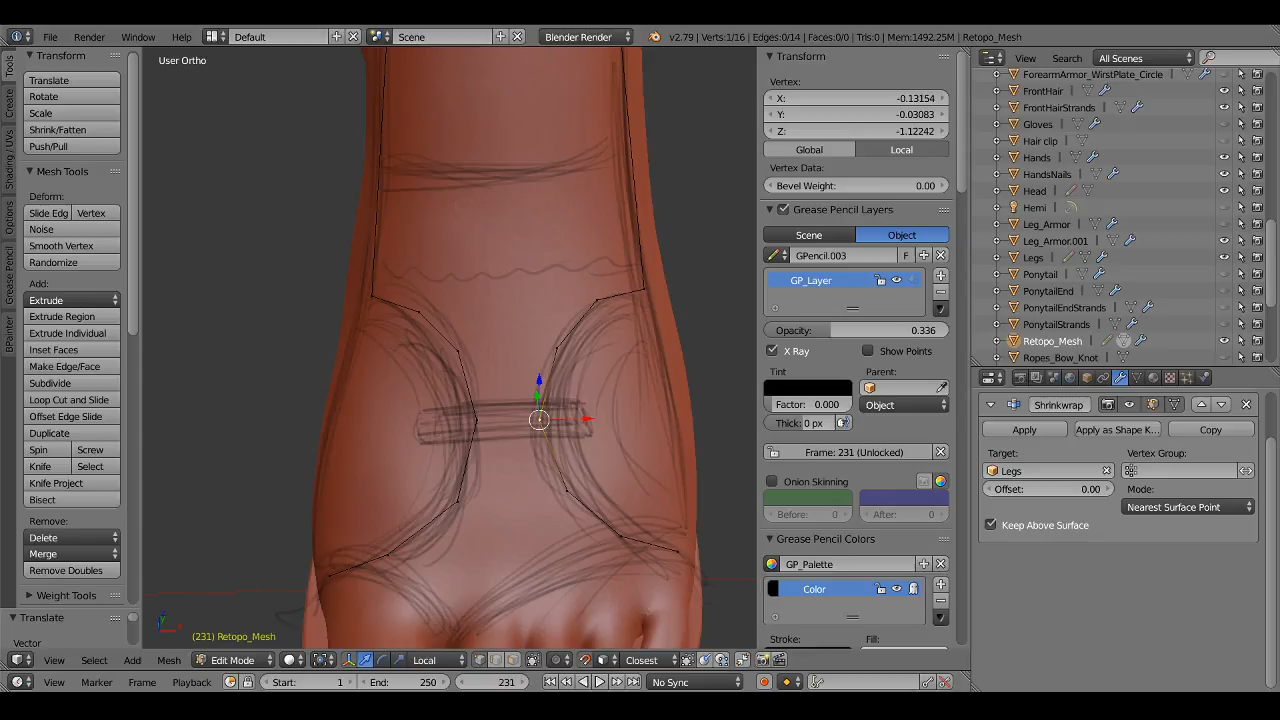 File Render Window Help Default Scene Blender Render v2.79 | Verts:1/16 | Edges:0/14 | Faces:0/0 | Tris:0 | Mem:1492.25M | Retopo_Mesh
Tools
Create
Shading / UVs
Options
Grease Pencil
BPainter
Transform
Translate
Rotate
Scale
Shrink/Fatten
Push/Pull
Mesh Tools
Deform:
Slide Edg Vertex
Noise
Smooth Vertex
Randomize
Add:
Extrude
Extrude Region
Extrude Individual
Inset Faces
Make Edge/Face
Subdivide
Loop Cut and Slide
Offset Edge Slide
Duplicate
Spin Screw
Knife Select
Knife Project
Bisect
Remove:
Delete
Merge
Remove Doubles
Weight Tools
Translate
Vector
User Ortho
(231) Retopo_Mesh
Transform
Vertex:
X: -0.13154
Y: -0.03083
Z: -1.12242
Global Local
Vertex Data:
Bevel Weight: 0.00
Grease Pencil Layers
Scene Object
GPencil.003 F
GP_Layer
Opacity: 0.336
X Ray Show Points
Tint Parent:
Factor: 0.000 Object
Thick: 0 px
Frame: 231 (Unlocked)
Onion Skinning
Before: 0 After: 0
Grease Pencil Colors
GP_Palette
Color
Stroke: Fill:
View Search All Scenes
ForearmArmor_WirstPlate_Circle
FrontHair
FrontHairStrands
Gloves
Hair clip
Hands
HandsNails
Head
Hemi
Leg_Armor
Leg_Armor.001
Legs
Ponytail
PonytailEnd
PonytailEndStrands
PonytailStrands
Retopo_Mesh
Ropes_Bow_Knot
Shrinkwrap
Apply Apply as Shape K... Copy
Target: Vertex Group:
Legs
Offset: 0.00 Mode:
Nearest Surface Point
Keep Above Surface
View Select Add Mesh Edit Mode Local Closest
View Marker Frame Playback Start: 1 End: 250 231 No Sync